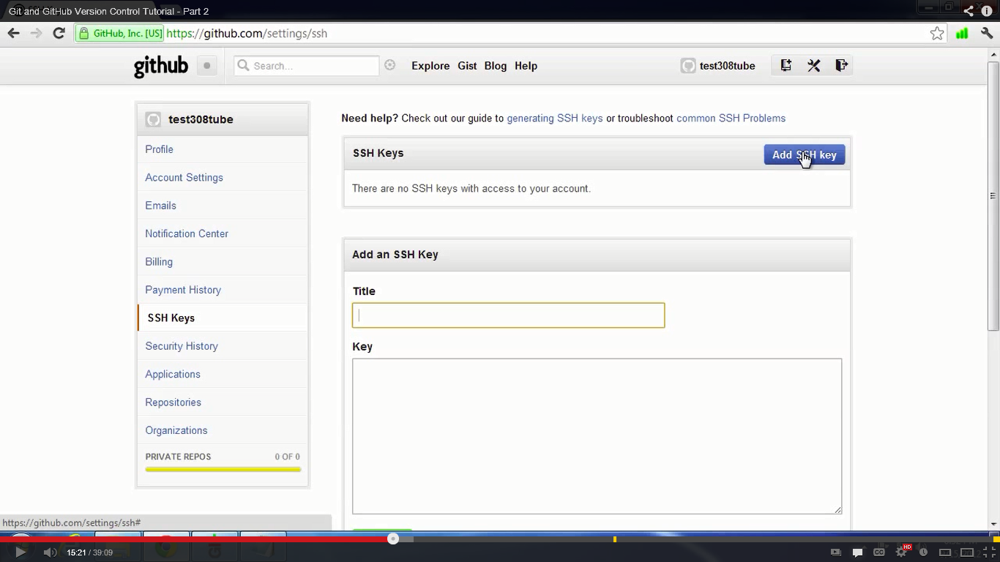 Git and GitHub Version Control Tutorial - Part 2
GitHub, Inc. [US] https://github.com/settings/ssh
github Search... Explore Gist Blog Help test308tube
test308tube
Profile
Account Settings
Emails
Notification Center
Billing
Payment History
SSH Keys
Security History
Applications
Repositories
Organizations
PRIVATE REPOS 0 OF 0
Need help? Check out our guide to generating SSH keys or troubleshoot common SSH Problems
SSH Keys Add SSH key
There are no SSH keys with access to your account.
Add an SSH Key
Title
Key
https://github.com/settings/ssh#
15:21 / 39:09 CC HD